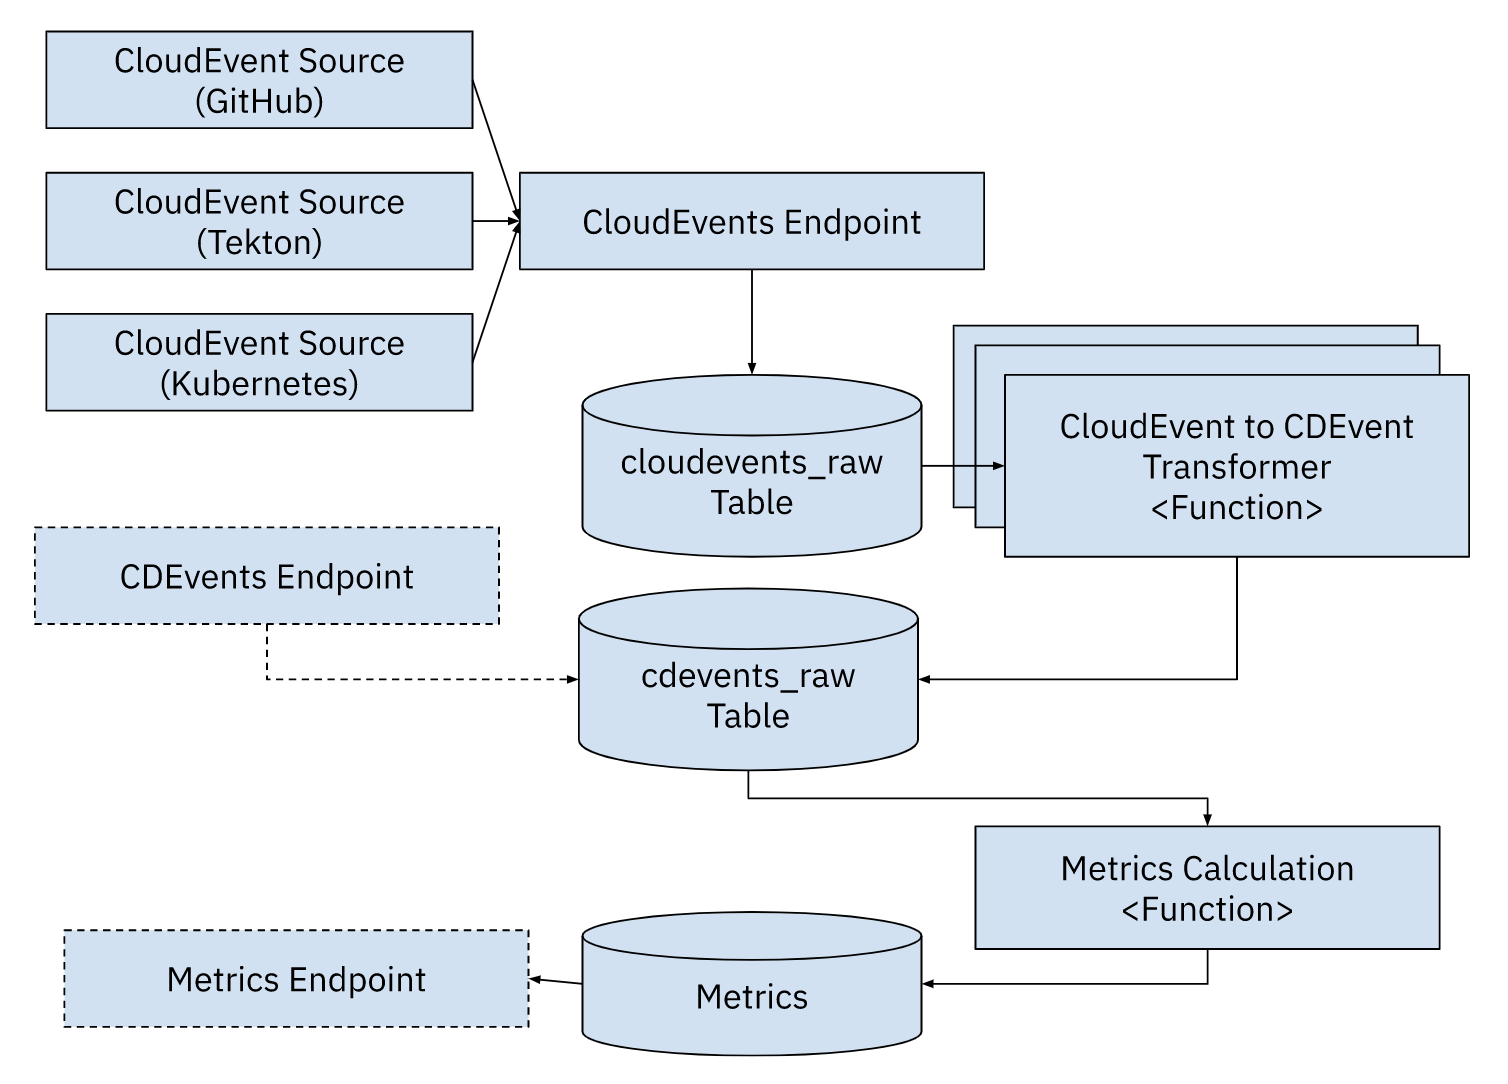 CloudEvent Source
(GitHub)
CloudEvent Source
(Tekton)
CloudEvents Endpoint
CloudEvent Source
(Kubernetes)
cloudevents_raw
Table
CloudEvent to CDEvent
Transformer
<Function>
CDEvents Endpoint
cdevents_raw
Table
Metrics Calculation
<Function>
Metrics Endpoint
Metrics